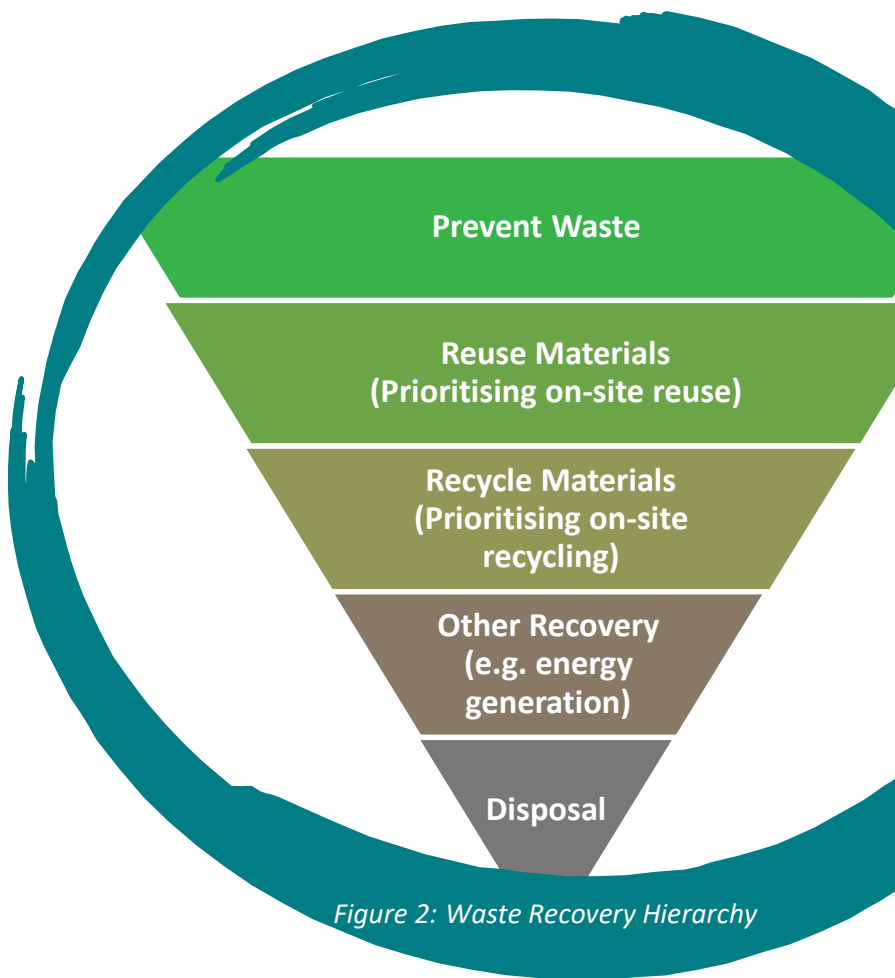 Prevent Waste
Reuse Materials
(Prioritising on-site reuse)
Recycle Materials
(Prioritising on-site
recycling)
Other Recovery
(e.g. energy
generation)
Disposal
Figure 2: Waste Recovery Hierarchy